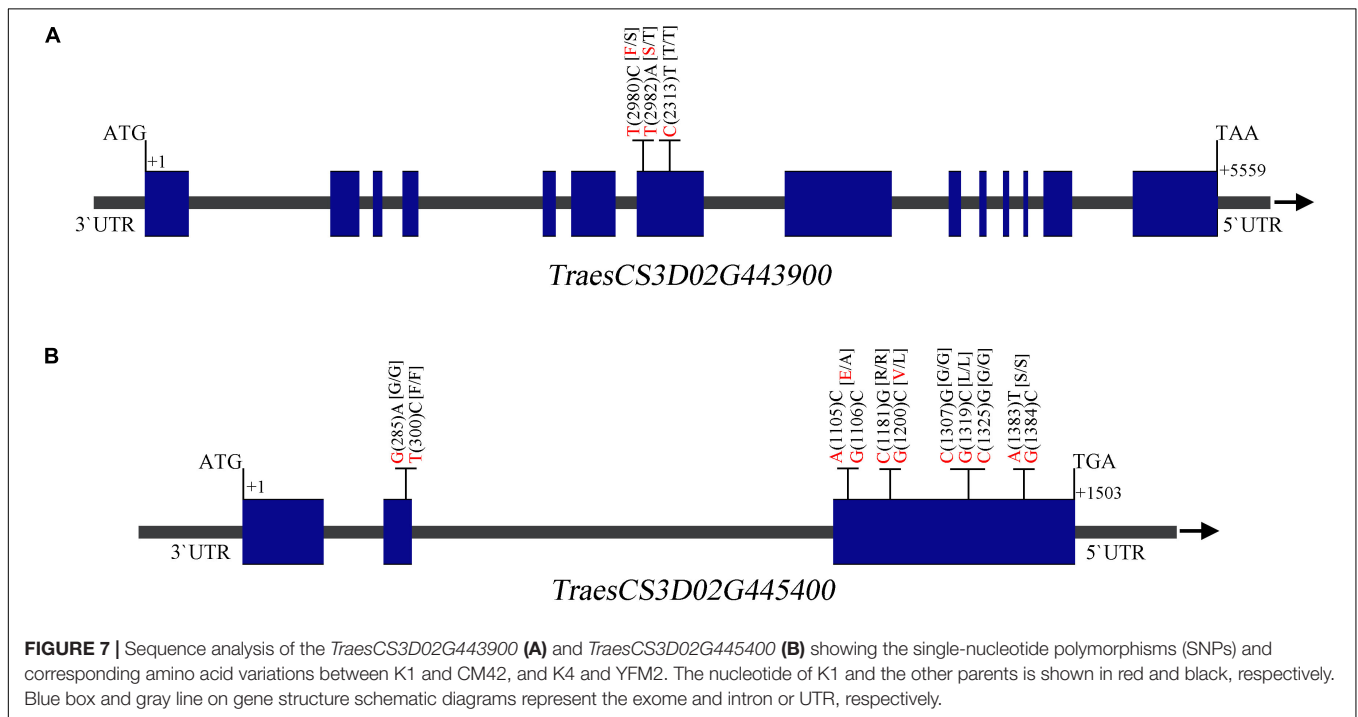 A
T(2980)C [F/S]
T(2982)A [S/T]
C(2313)T [T/T]
ATG
+1
TAA
+5559
3`UTR
5`UTR
TraesCS3D02G443900
B
G(285)A [G/G]
T(300)C [F/F]
A(1105)C [E/A]
G(1106)C
C(1181)G [R/R]
G(1200)C [V/L]
C(1307)G [G/G]
G(1319)C [L/L]
C(1325)G [G/G]
A(1383)T [S/S]
G(1384)C
ATG
+1
TGA
+1503
3`UTR
5`UTR
TraesCS3D02G445400
FIGURE 7 | Sequence analysis of the TraesCS3D02G443900 (A) and TraesCS3D02G445400 (B) showing the single-nucleotide polymorphisms (SNPs) and
corresponding amino acid variations between K1 and CM42, and K4 and YFM2. The nucleotide of K1 and the other parents is shown in red and black, respectively.
Blue box and gray line on gene structure schematic diagrams represent the exome and intron or UTR, respectively.